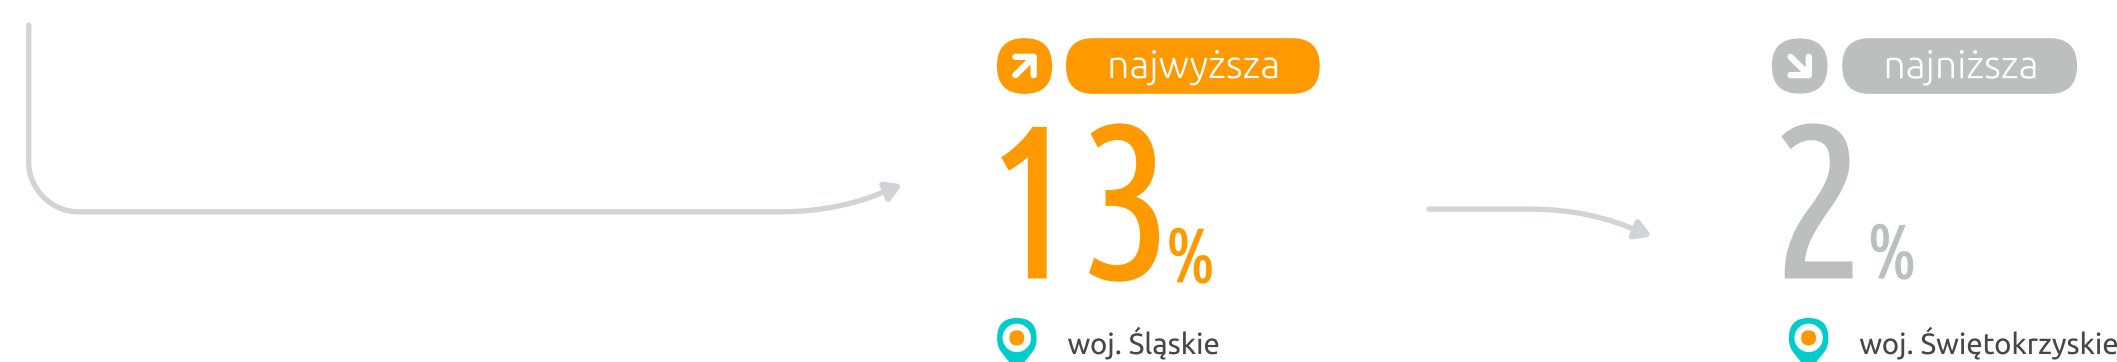 najwyższa
13%
woj. Śląskie
najniższa
2%
woj. Świętokrzyskie